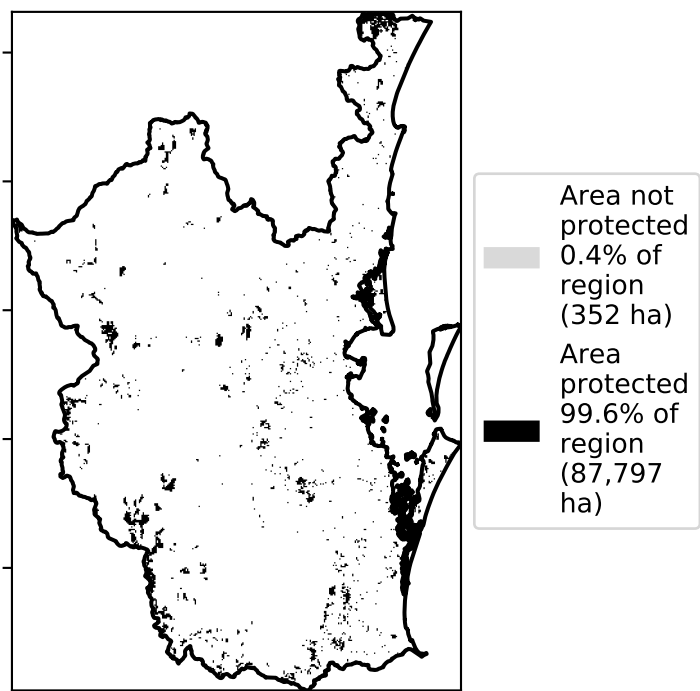 Area not
protected
0.4% of
region
(352 ha)
Area
protected
99.6% of
region
(87,797
ha)